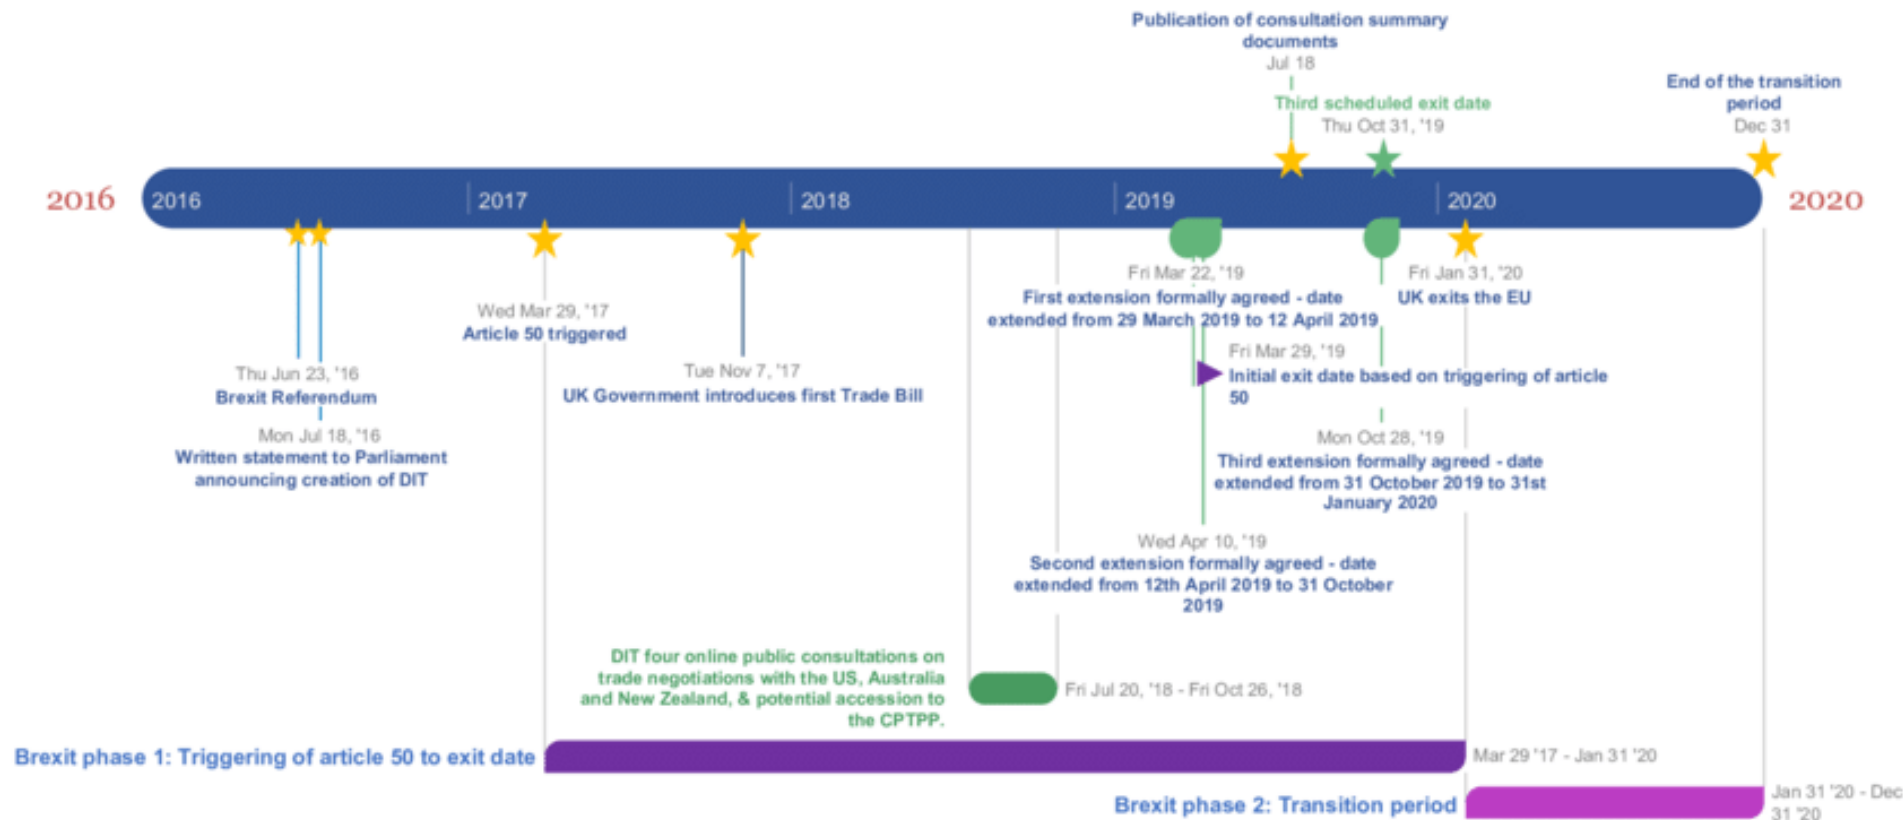 Publication of consultation summary
documents
Jul 18
Third scheduled exit date
Thu Oct 31, '19
End of the transition
period
Dec 31
2016
2016
2017
2018
2019
2020
2020
Thu Jun 23, '16
Brexit Referendum
Mon Jul 18, '16
Written statement to Parliament
announcing creation of DIT
Wed Mar 29, '17
Article 50 triggered
Tue Nov 7, '17
UK Government introduces first Trade Bill
Fri Mar 22, '19
First extension formally agreed - date
extended from 29 March 2019 to 12 April 2019
Fri Jan 31, '20
UK exits the EU
Fri Mar 29, '19
Initial exit date based on triggering of article
50
Mon Oct 28, '19
Third extension formally agreed - date
extended from 31 October 2019 to 31st
January 2020
Wed Apr 10, '19
Second extension formally agreed - date
extended from 12th April 2019 to 31 October
2019
DIT four online public consultations on
trade negotiations with the US, Australia
and New Zealand, & potential accession to
the CPTPP.
Fri Jul 20, '18 - Fri Oct 26, '18
Brexit phase 1: Triggering of article 50 to exit date
Mar 29 '17 - Jan 31 '20
Brexit phase 2: Transition period
Jan 31 '20 - Dec
31 '20